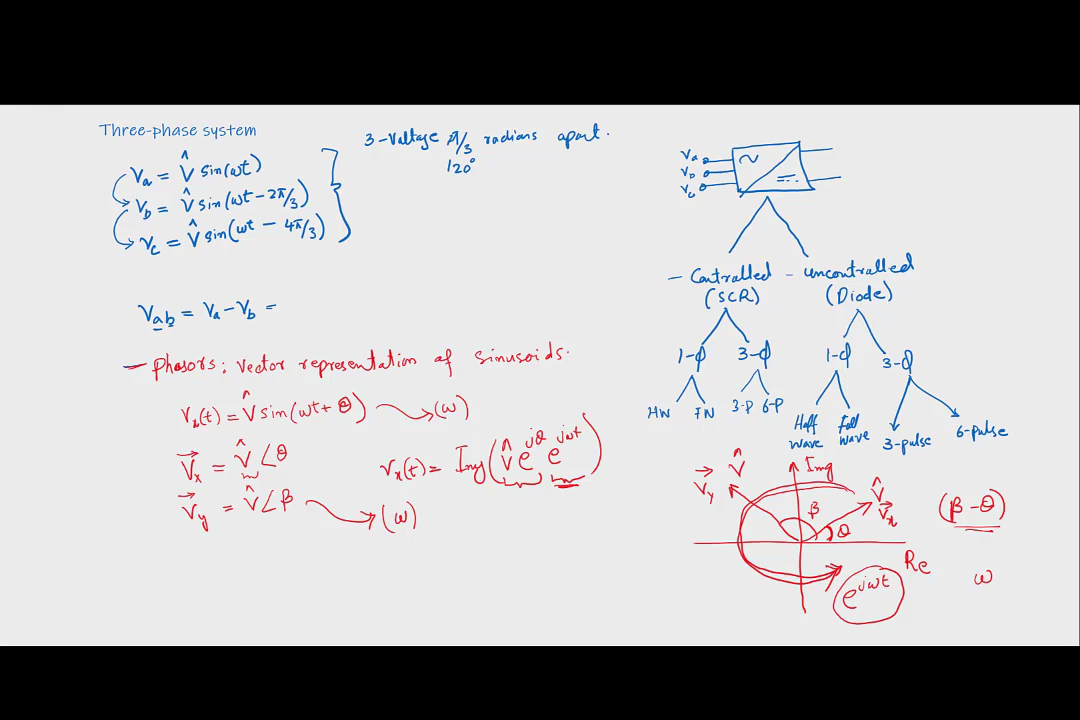 Three-phase system
3-Voltage π/3 radians apart.
120°
Va = V̂ sin(ωt)
Vb = V̂ sin(ωt - 2π/3)
Vc = V̂ sin(ωt - 4π/3)
Vab = Va - Vb =
- Phasors: vector representation of sinusoids.
Vx(t) = V̂ sin(ωt + θ) (ω)
V⃗x = V̂ ∠θ
Vx(t) = Img(V̂ e^jθ e^jωt)
V⃗y = V̂ ∠β (ω)
Va
Vb
Vc
~
- Controlled - uncontrolled
(SCR) (Diode)
1-ϕ 3-ϕ 1-ϕ 3-ϕ
HW FW 3-P 6-P
Half wave Full wave 3-pulse 6-pulse
V̂ Img
V⃗y V̂
β V⃗x (β - θ)
θ
Re
e^jωt ω